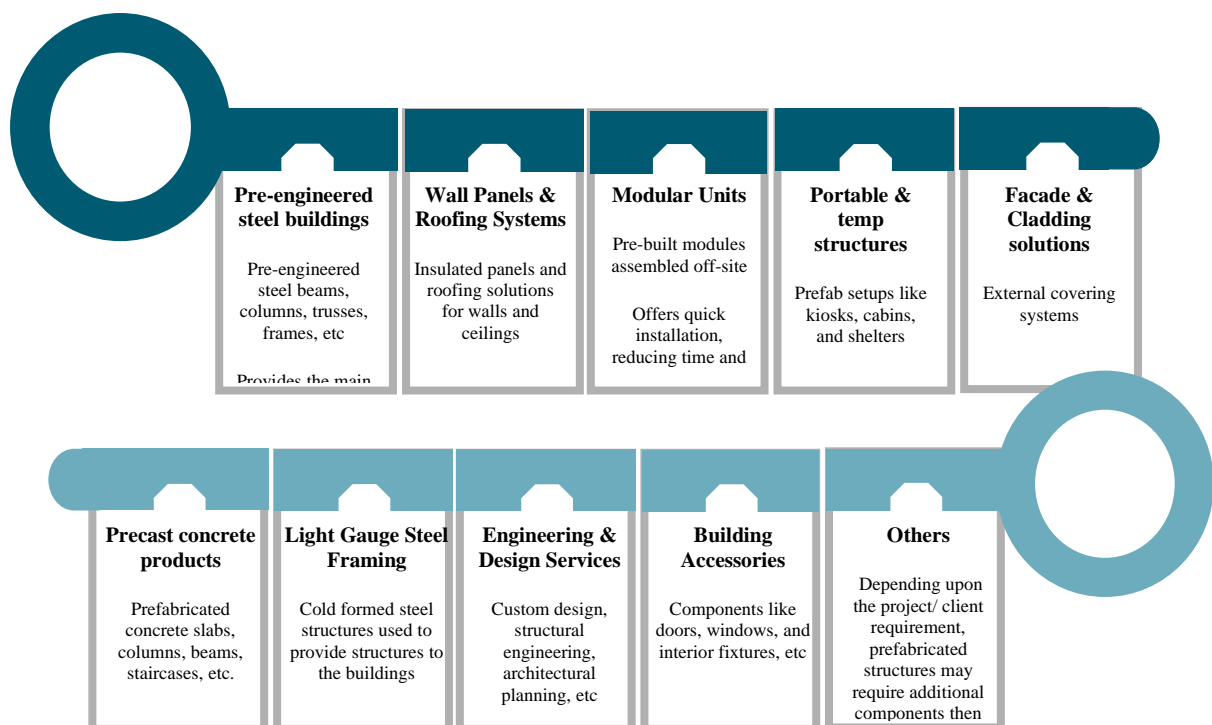 Pre-engineered
steel buildings
Pre-engineered
steel beams,
columns, trusses,
frames, etc
Provides the main
Wall Panels &
Roofing Systems
Insulated panels and
roofing solutions
for walls and
ceilings
Modular Units
Pre-built modules
assembled off-site
Offers quick
installation,
reducing time and
Portable &
temp
structures
Prefab setups like
kiosks, cabins,
and shelters
Facade &
Cladding
solutions
External covering
systems
Precast concrete
products
Prefabricated
concrete slabs,
columns, beams,
staircases, etc.
Light Gauge Steel
Framing
Cold formed steel
structures used to
provide structures to
the buildings
Engineering &
Design Services
Custom design,
structural
engineering,
architectural
planning, etc
Building
Accessories
Components like
doors, windows, and
interior fixtures, etc
Others
Depending upon
the project/ client
requirement,
prefabricated
structures may
require additional
components then